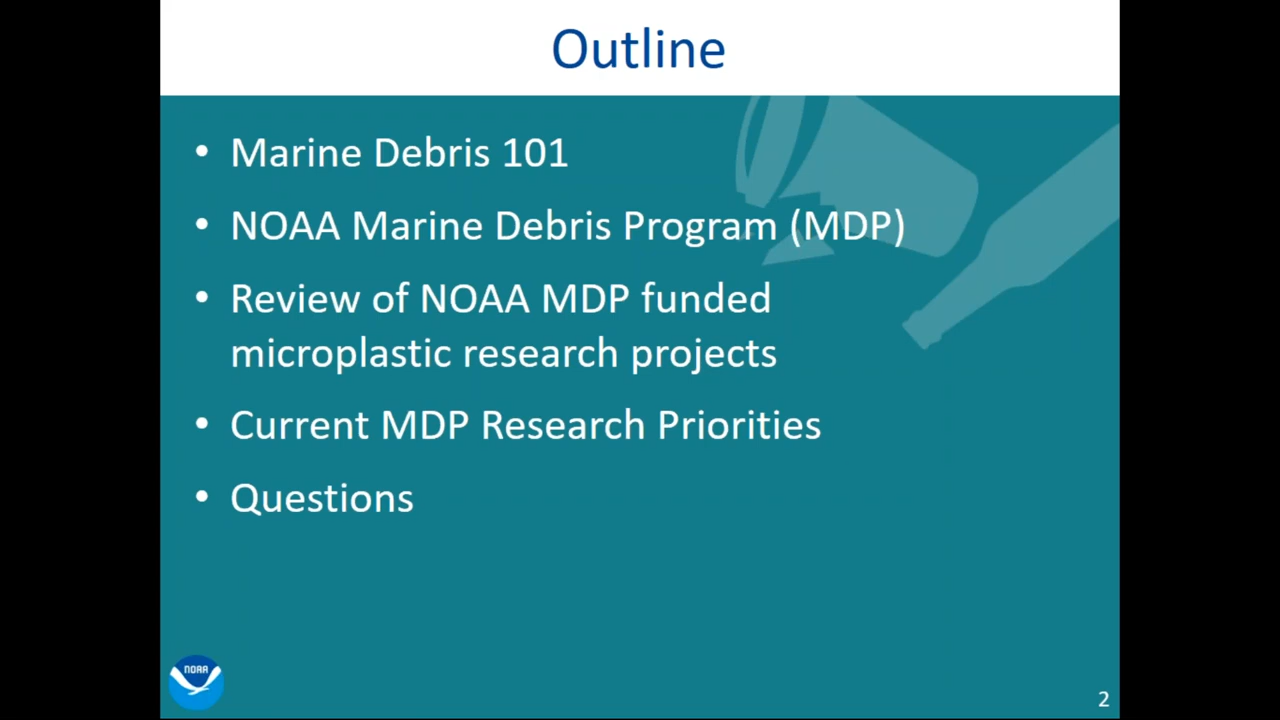 Outline
• Marine Debris 101
• NOAA Marine Debris Program (MDP)
• Review of NOAA MDP funded
microplastic research projects
• Current MDP Research Priorities
• Questions
NOAA
2